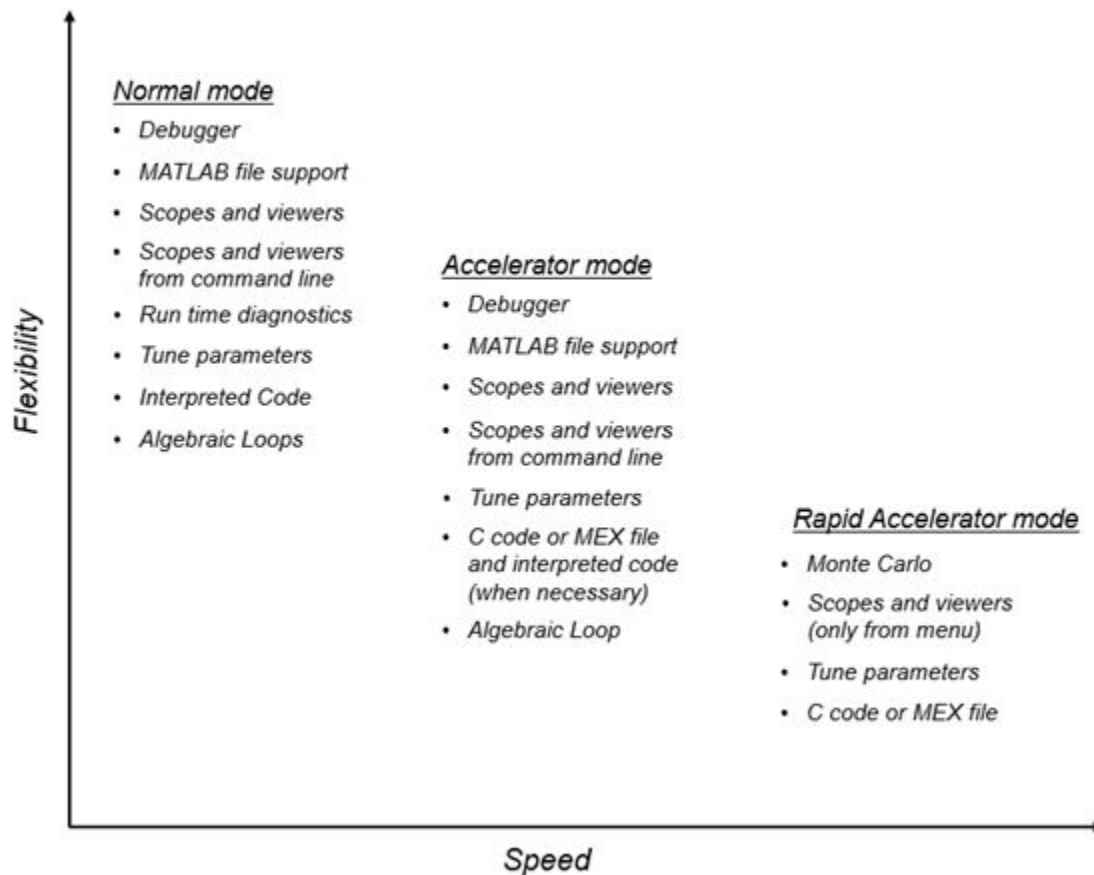 Normal mode
• Debugger
• MATLAB file support
• Scopes and viewers
• Scopes and viewers
from command line
• Run time diagnostics
• Tune parameters
• Interpreted Code
• Algebraic Loops
Accelerator mode
• Debugger
• MATLAB file support
• Scopes and viewers
• Scopes and viewers
from command line
• Tune parameters
• C code or MEX file
and interpreted code
(when necessary)
• Algebraic Loop
Rapid Accelerator mode
• Monte Carlo
• Scopes and viewers
(only from menu)
• Tune parameters
• C code or MEX file
Flexibility
Speed